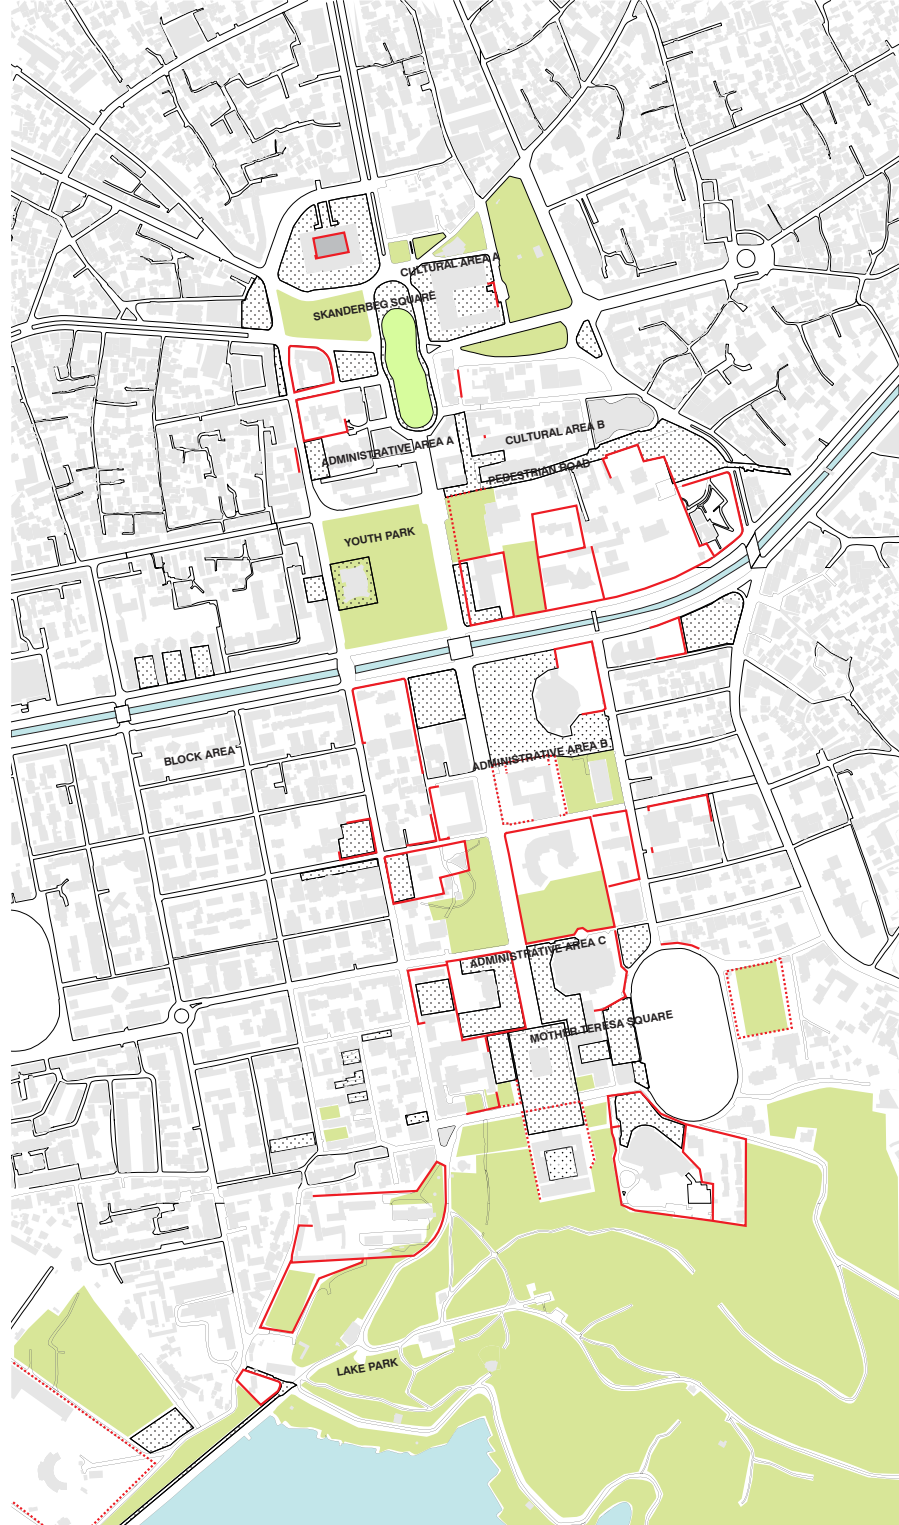 CULTURAL AREA A
SKANDERBEG SQUARE
CULTURAL AREA B
ADMINISTRATIVE AREA A
PEDESTRIAN ROAD
YOUTH PARK
ADMINISTRATIVE AREA B
BLOCK AREA
ADMINISTRATIVE AREA C
MOTHER TERESA SQUARE
LAKE PARK